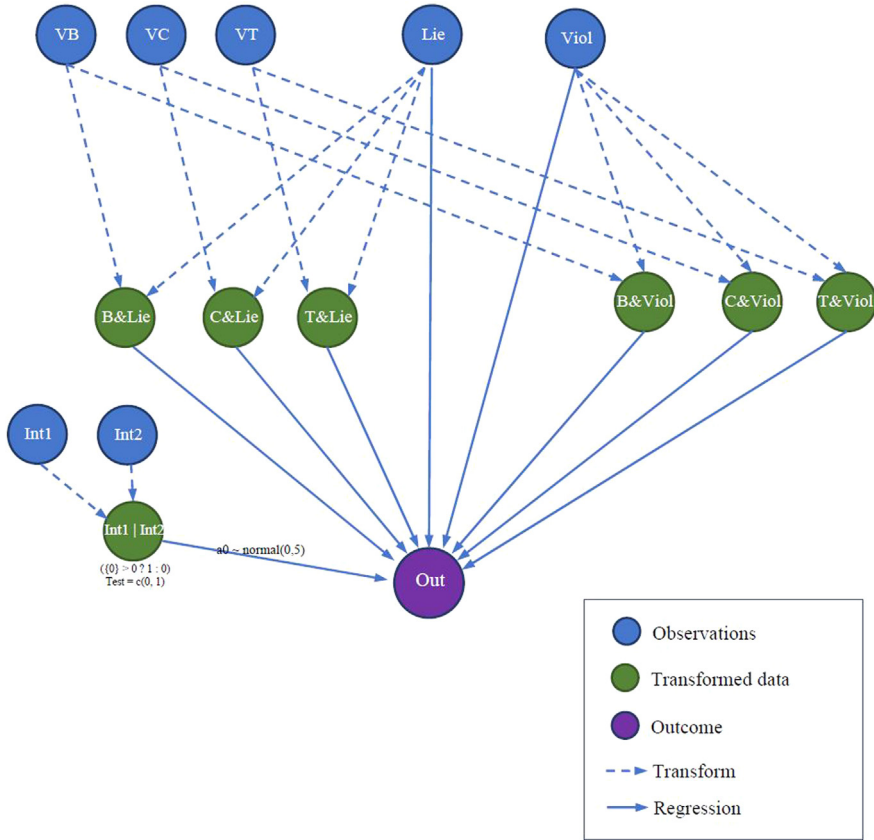 VB
VC
VT
Lie
Viol
B&Lie
C&Lie
T&Lie
B&Viol
C&Viol
T&Viol
Int1
Int2
Int1 | Int2
({0} > 0 ? 1 : 0)
Test = c(0, 1)
a0 ~ normal(0,5)
Out
Observations
Transformed data
Outcome
Transform
Regression